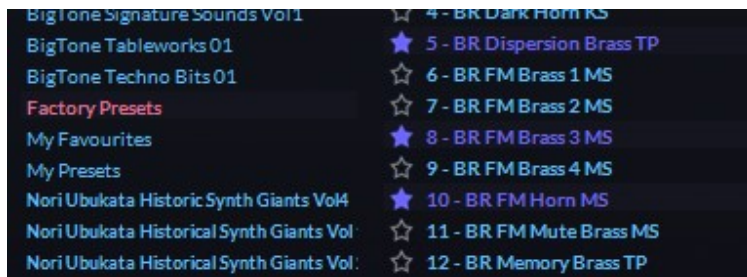 BigTone Signature Sounds Vol1
BigTone Tableworks 01
BigTone Techno Bits 01
Factory Presets
My Favourites
My Presets
Nori Ubukata Historic Synth Giants Vol4
Nori Ubukata Historical Synth Giants Vol
Nori Ubukata Historical Synth Giants Vol
4 - BR Dark Horn KS
5 - BR Dispersion Brass TP
6 - BR FM Brass 1 MS
7 - BR FM Brass 2 MS
8 - BR FM Brass 3 MS
9 - BR FM Brass 4 MS
10 - BR FM Horn MS
11 - BR FM Mute Brass MS
12 - BR Memory Brass TP